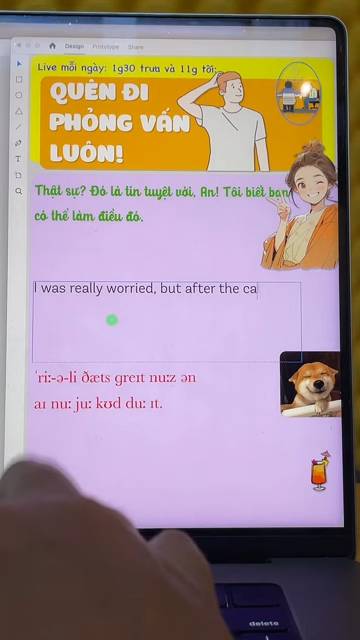 Design Prototype Share
Live mỗi ngày: 1g30 trưa và 11g tối:
QUÊN ĐI
PHỎNG VẤN
LUÔN!
Thật sự? Đó là tin tuyệt vời, An! Tôi biết bạn
có thể làm điều đó.
I was really worried, but after the ca
ˈriː-ə-li ðæts greɪt nuːz ən
aɪ nuː juː kʊd duː ɪt.
delete